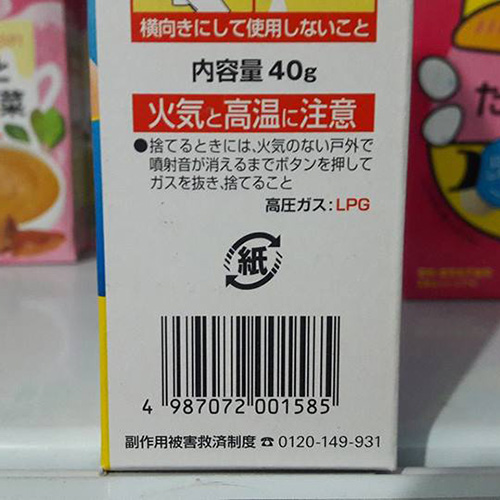 横向きにして使用しないこと
内容量 40g
火気と高温に注意
●捨てるときには、火気のない戸外で
噴射音が消えるまでボタンを押して
ガスを抜き、捨てること
高圧ガス:LPG
紙
4 987072 001585
副作用被害救済制度 ☎ 0120-149-931
と
菜
た